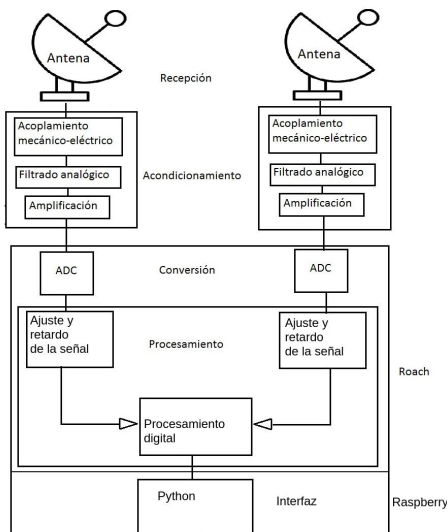 Antena
Antena
Recepción
Acoplamiento
mecánico-eléctrico
Acoplamiento
mecánico-eléctrico
Filtrado analógico
Acondicionamiento
Filtrado analógico
Amplificación
Amplificación
ADC
Conversión
ADC
Ajuste y
retardo
de la señal
Procesamiento
Ajuste y
retardo
de la señal
Roach
Procesamiento
digital
Python
Interfaz
Raspberry